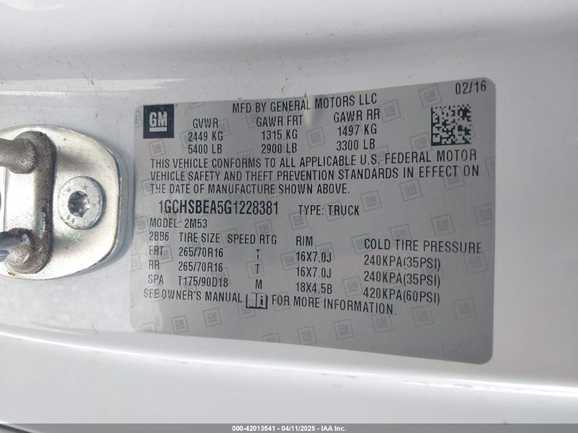 02/16
MFD BY GENERAL MOTORS LLC
GM
GVWR GAWR FRT GAWR RR
2449 KG 1315 KG 1497 KG
5400 LB 2900 LB 3300 LB
THIS VEHICLE CONFORMS TO ALL APPLICABLE U.S. FEDERAL MOTOR
VEHICLE SAFETY AND THEFT PREVENTION STANDARDS IN EFFECT ON
THE DATE OF MANUFACTURE SHOWN ABOVE.
1GCHSBEA5G1228381 TYPE: TRUCK
MODEL: 2M53
2896 TIRE SIZE SPEED RTG RIM COLD TIRE PRESSURE
FRT 265/70R16 T 16X7.0J 240KPA(35PSI)
RR 265/70R16 T 16X7.0J 240KPA(35PSI)
SPA T175/90D18 M 18X4.5B 420KPA(60PSI)
SEE OWNER'S MANUAL FOR MORE INFORMATION.
000-42013541 - 04/11/2025 - IAA Inc.